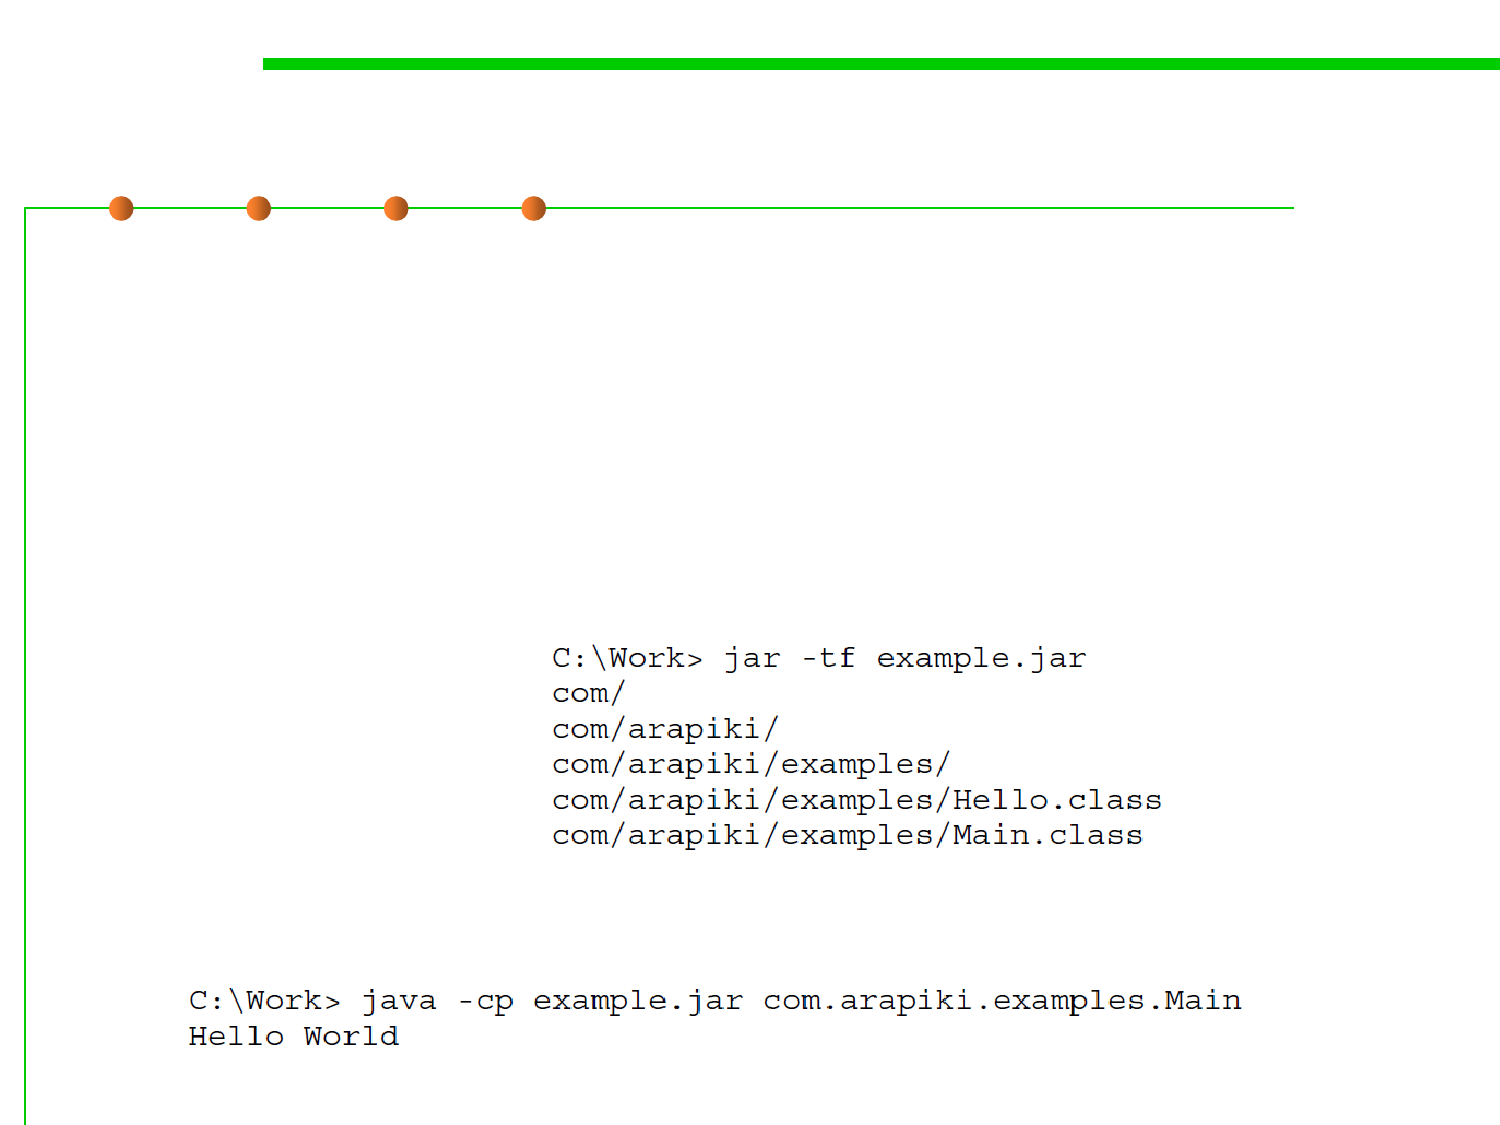 C:\Work> jar -tf example.jar
com/
com/arapiki/
com/arapiki/examples/
com/arapiki/examples/Hello.class
com/arapiki/examples/Main.class
C:\Work> java -cp example.jar com.arapiki.examples.Main
Hello World